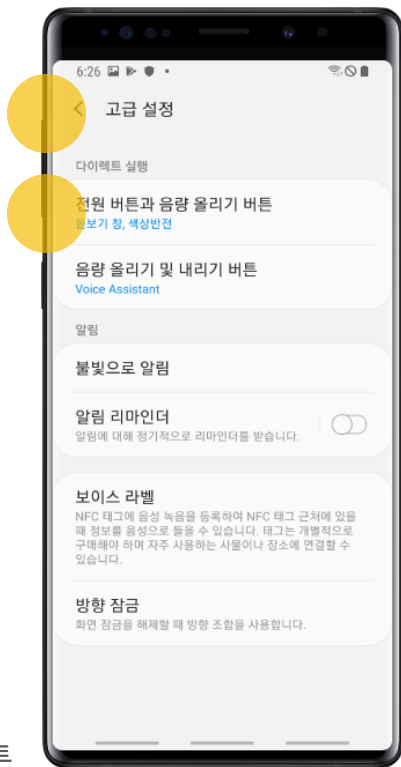 6:26
고급 설정
다이렉트 실행
전원 버튼과 음량 올리기 버튼
돋보기 창, 색상반전
음량 올리기 및 내리기 버튼
Voice Assistant
알림
불빛으로 알림
알림 리마인더
알림에 대해 정기적으로 리마인더를 받습니다.
보이스 라벨
NFC 태그에 음성 녹음을 등록하여 NFC 태그 근처에 있을
때 정보를 음성으로 들을 수 있습니다. 태그는 개별적으로
구매해야 하며 자주 사용하는 사물이나 장소에 연결할 수
있습니다.
방향 잠금
화면 잠금을 해제할 때 방향 조합을 사용합니다.
트